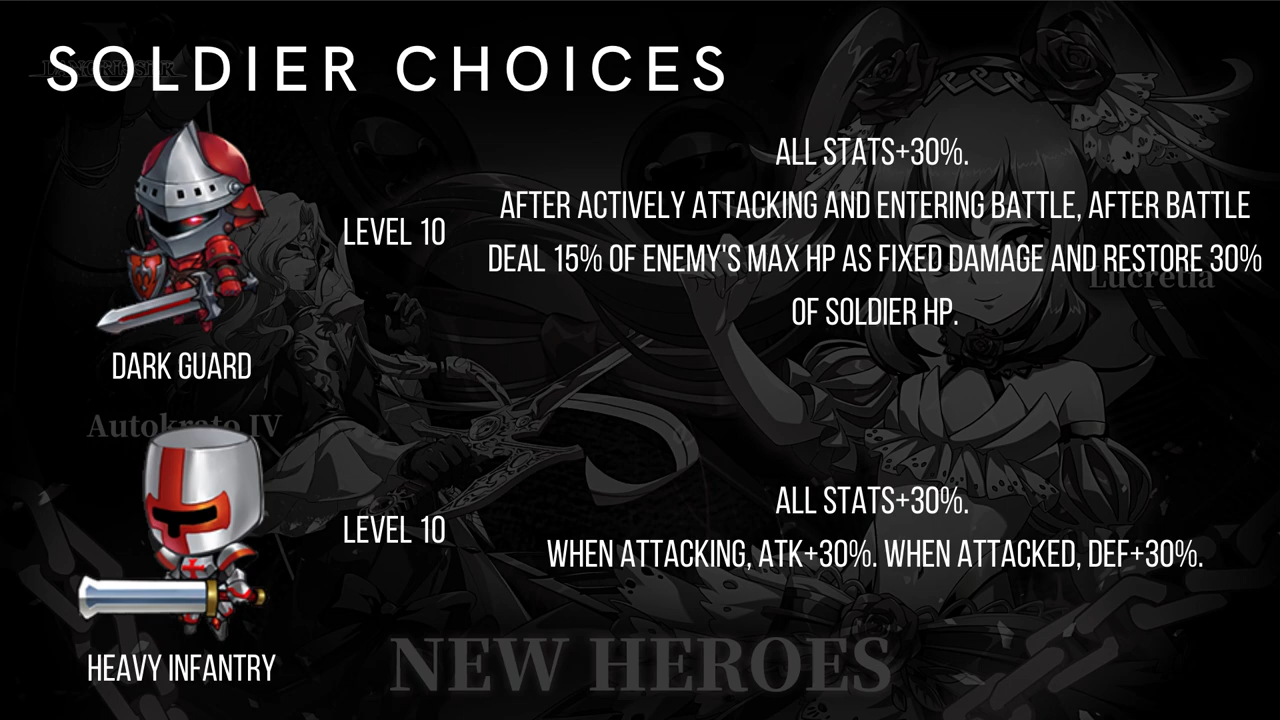 LANGRISSER
SOLDIER CHOICES
ALL STATS+30%.
AFTER ACTIVELY ATTACKING AND ENTERING BATTLE, AFTER BATTLE
LEVEL 10
DEAL 15% OF ENEMY'S MAX HP AS FIXED DAMAGE AND RESTORE 30%
Lucretia
OF SOLDIER HP.
DARK GUARD
Autokrato IV
ALL STATS+30%.
LEVEL 10
WHEN ATTACKING, ATK+30%. WHEN ATTACKED, DEF+30%.
NEW HEROES
HEAVY INFANTRY